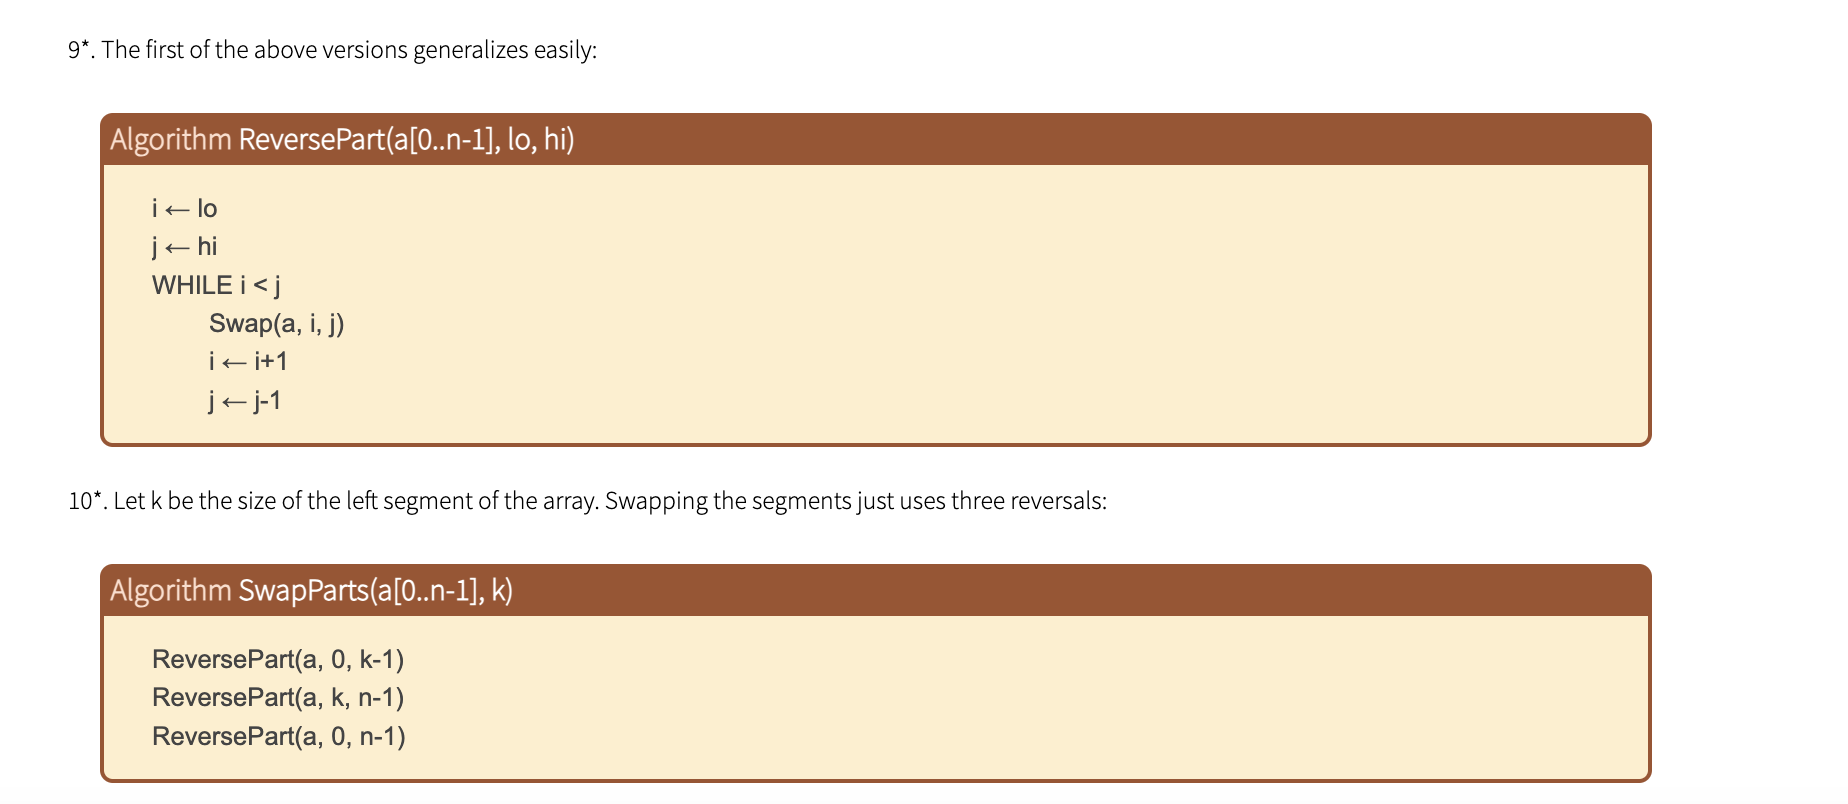 9*. The first of the above versions generalizes easily:
Algorithm ReversePart(a[0..n-1], lo, hi)
i ← lo
j ← hi
WHILE i < j
Swap(a, i, j)
i ← i+1
j ← j-1
10*. Let k be the size of the left segment of the array. Swapping the segments just uses three reversals:
Algorithm SwapParts(a[0..n-1], k)
ReversePart(a, 0, k-1)
ReversePart(a, k, n-1)
ReversePart(a, 0, n-1)